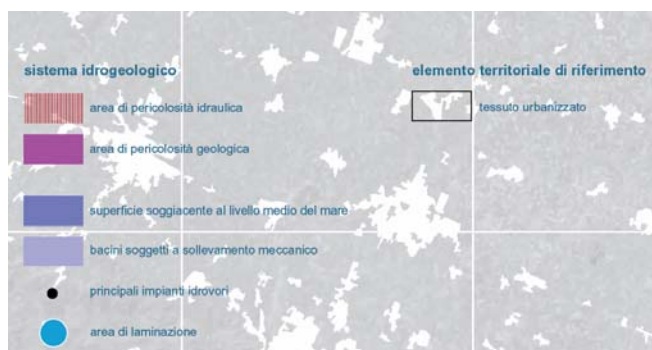 sistema idrogeologico
area di pericolosità idraulica
area di pericolosità geologica
superficie soggiacente al livello medio del mare
bacini soggetti a sollevamento meccanico
principali impianti idrovori
area di laminazione
elemento territoriale di riferimento
tessuto urbanizzato